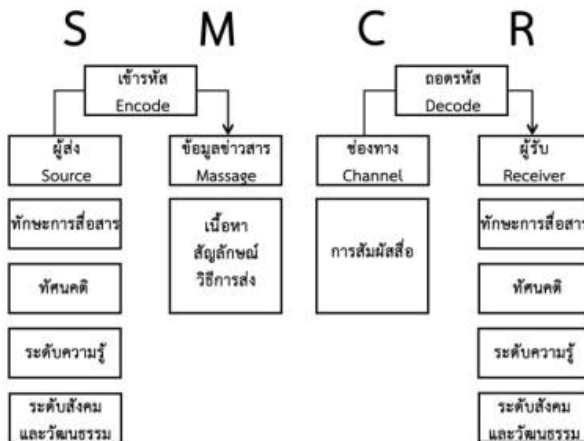 S M C R
เข้ารหัส
Encode
ถอดรหัส
Decode
ผู้ส่ง
Source
ข้อมูลข่าวสาร
Massage
ช่องทาง
Channel
ผู้รับ
Receiver
ทักษะการสื่อสาร
เนื้อหา
สัญลักษณ์
วิธีการส่ง
การสัมผัสสื่อ
ทักษะการสื่อสาร
ทัศนคติ
ทัศนคติ
ระดับความรู้
ระดับความรู้
ระดับสังคม
และวัฒนธรรม
ระดับสังคม
และวัฒนธรรม